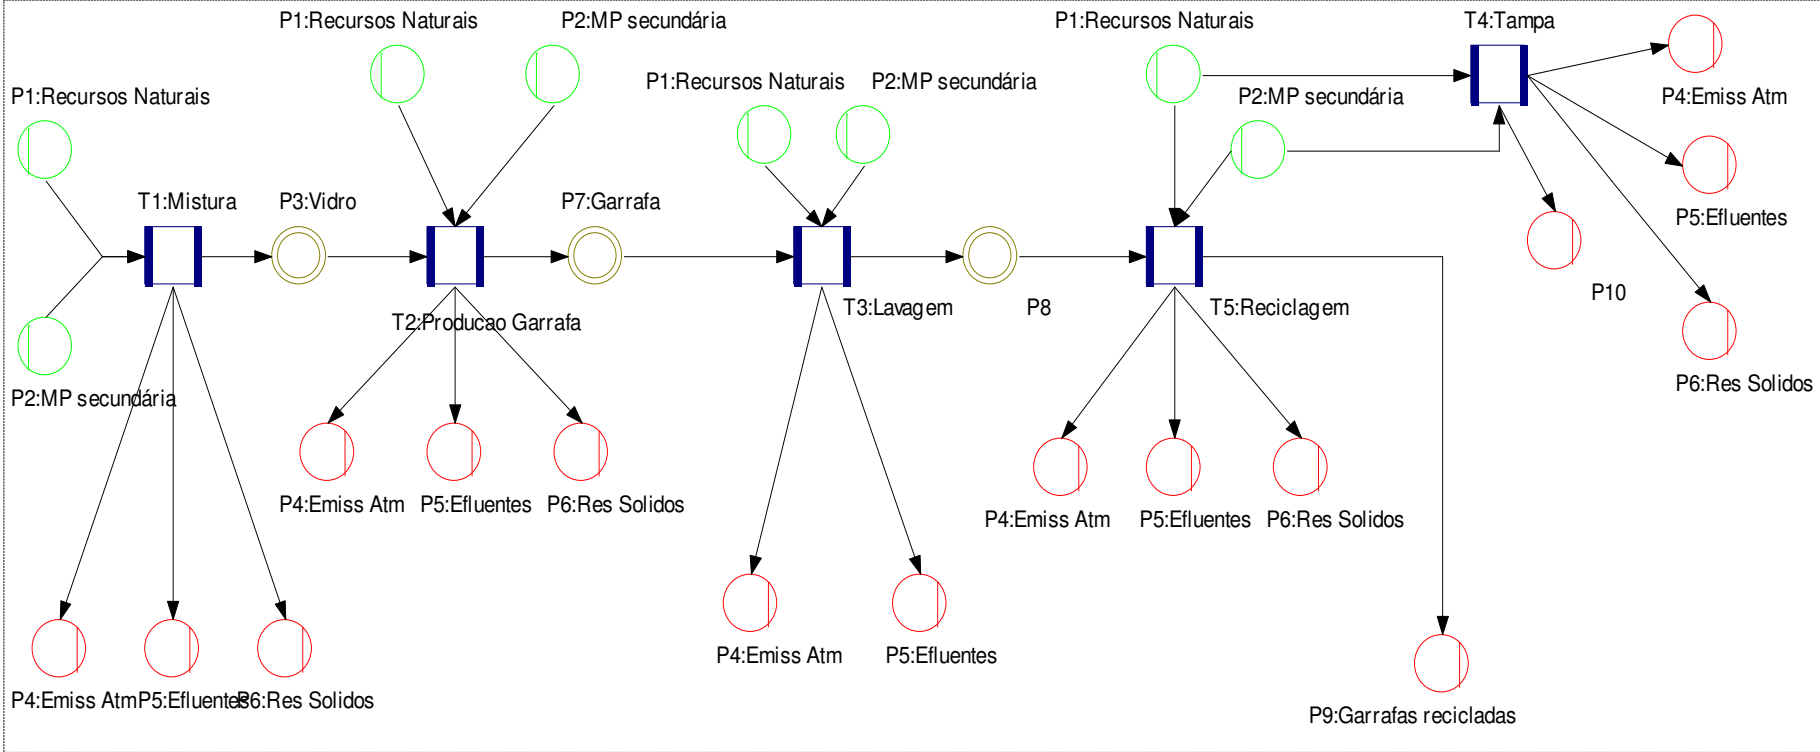 P1:Recursos Naturais
P2:MP secundária
P1:Recursos Naturais
T4:Tampa
P1:Recursos Naturais
P2:MP secundária
P1:Recursos Naturais
P2:MP secundária
P4:Emiss Atm
T1:Mistura
P3:Vidro
P7:Garrafa
P5:Efluentes
T2:Producao Garrafa
T3:Lavagem
P8
T5:Reciclagem
P10
P2:MP secundária
P6:Res Solidos
P4:Emiss Atm
P5:Efluentes
P6:Res Solidos
P4:Emiss Atm
P5:Efluentes
P6:Res Solidos
P4:Emiss Atm
P5:Efluentes
P4:Emiss Atm
P5:Efluentes
P6:Res Solidos
P9:Garrafas recicladas